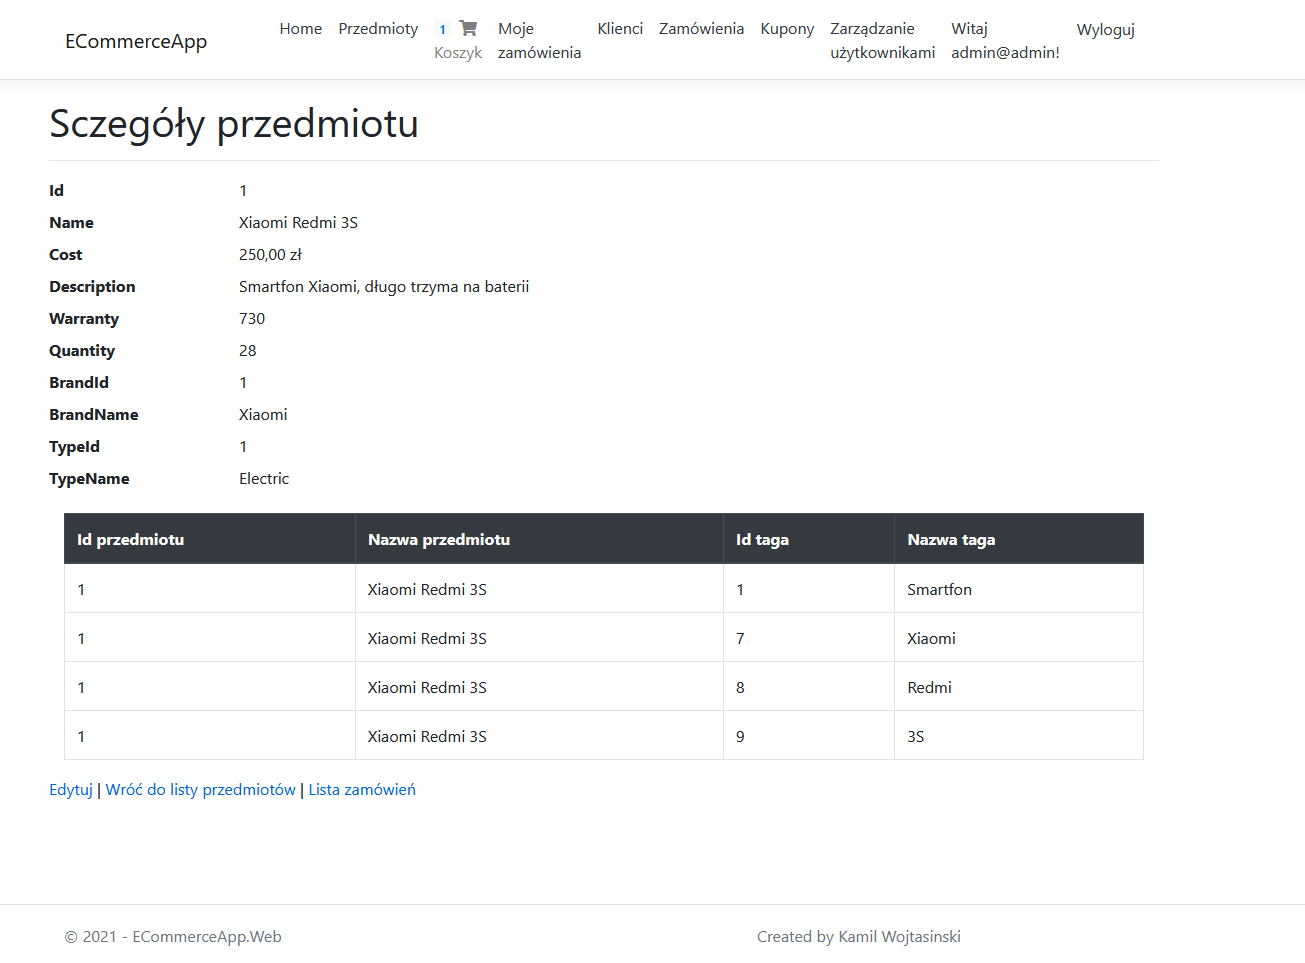 ECommerceApp
Home
Przedmioty
1
Koszyk
Moje
zamówienia
Klienci
Zamówienia
Kupony
Zarządzanie
użytkownikami
Witaj
admin@admin!
Wyloguj
Sczegóły przedmiotu
Id 1
Name Xiaomi Redmi 3S
Cost 250,00 zł
Description Smartfon Xiaomi, długo trzyma na baterii
Warranty 730
Quantity 28
BrandId 1
BrandName Xiaomi
TypeId 1
TypeName Electric
Id przedmiotu Nazwa przedmiotu Id taga Nazwa taga
1 Xiaomi Redmi 3S 1 Smartfon
1 Xiaomi Redmi 3S 7 Xiaomi
1 Xiaomi Redmi 3S 8 Redmi
1 Xiaomi Redmi 3S 9 3S
Edytuj | Wróć do listy przedmiotów | Lista zamówień
© 2021 - ECommerceApp.Web
Created by Kamil Wojtasinski